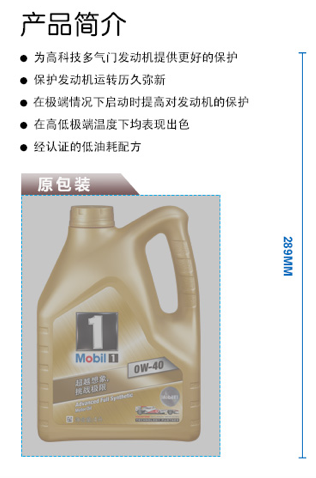 产品简介
为高科技多气门发动机提供更好的保护
保护发动机运转历久弥新
在极端情况下启动时提高对发动机的保护
在高低极端温度下均表现出色
经认证的低油耗配方
原包装
289MM
1
Mobil 1
0W-40
超越想象
挑战极限
Advanced Full Synthetic